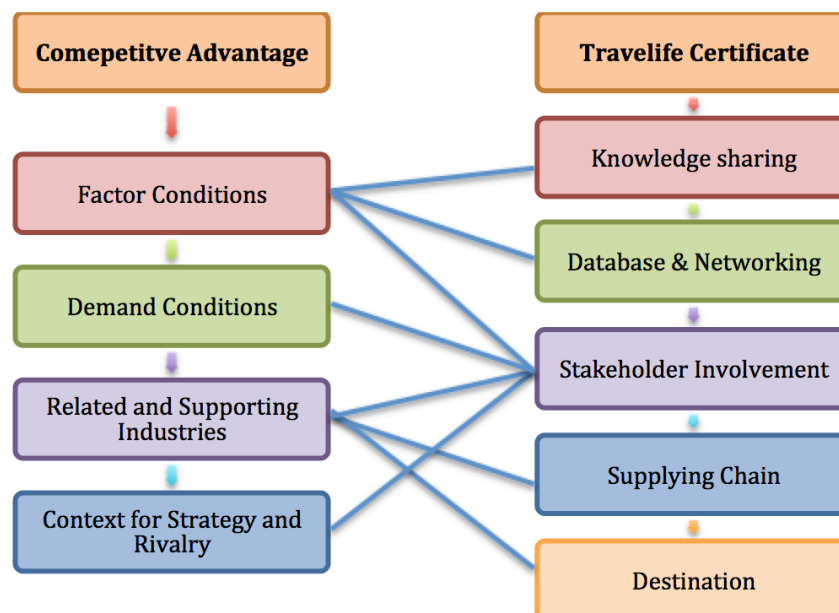 Comepetitve Advantage
Factor Conditions
Demand Conditions
Related and Supporting
Industries
Context for Strategy and
Rivalry
Travelife Certificate
Knowledge sharing
Database & Networking
Stakeholder Involvement
Supplying Chain
Destination